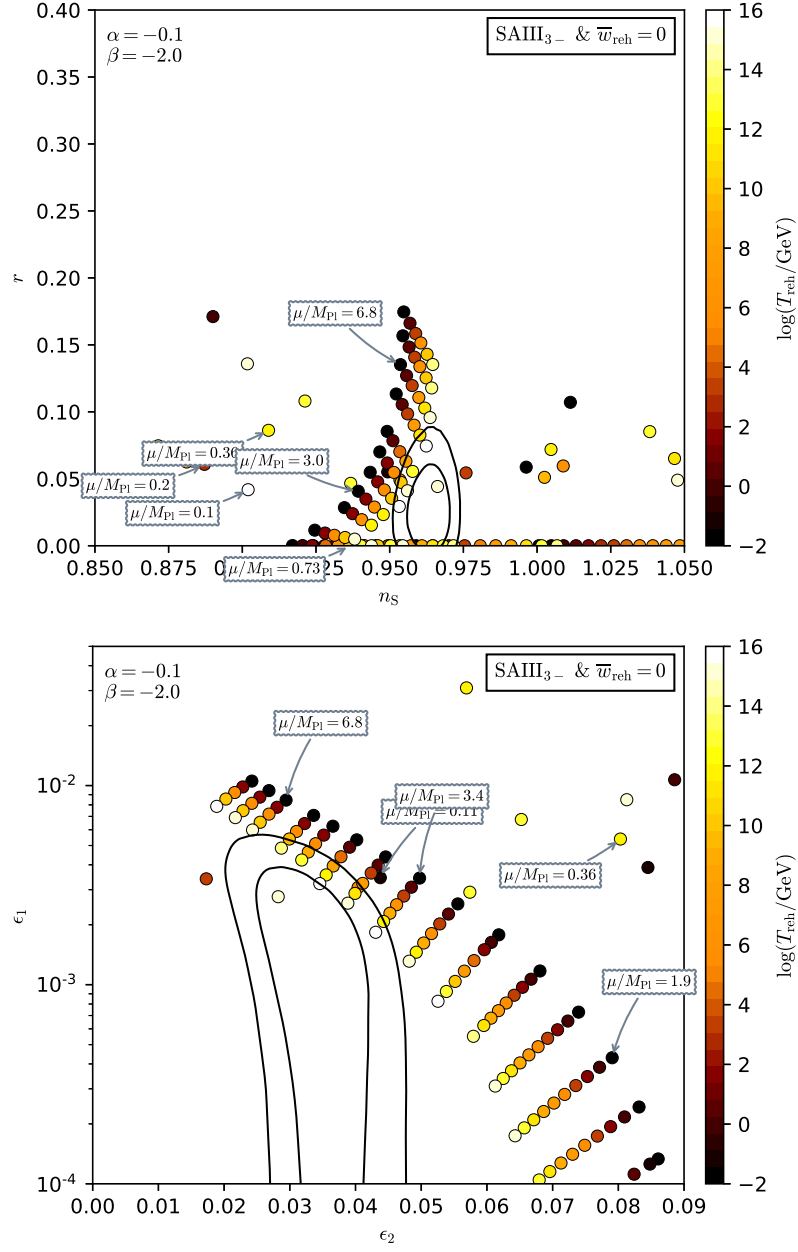 0.40
0.35
0.30
0.25
0.20
0.15
0.10
0.05
0.00
r
α = −0.1
β = −2.0
SAIII3− & w̅reh = 0
μ/MPl = 6.8
μ/MPl = 0.36
μ/MPl = 3.0
μ/MPl = 0.2
μ/MPl = 0.1
μ/MPl = 0.73
0.850
0.875
0.925
0.950
0.975
1.000
1.025
1.050
nS
16
14
12
10
8
6
4
2
0
−2
log(Treh/GeV)
α = −0.1
β = −2.0
SAIII3− & w̅reh = 0
μ/MPl = 6.8
μ/MPl = 3.4
μ/MPl = 0.11
μ/MPl = 0.36
μ/MPl = 1.9
10−2
10−3
10−4
ϵ1
0.00
0.01
0.02
0.03
0.04
0.05
0.06
0.07
0.08
0.09
ϵ2
16
14
12
10
8
6
4
2
0
−2
log(Treh/GeV)